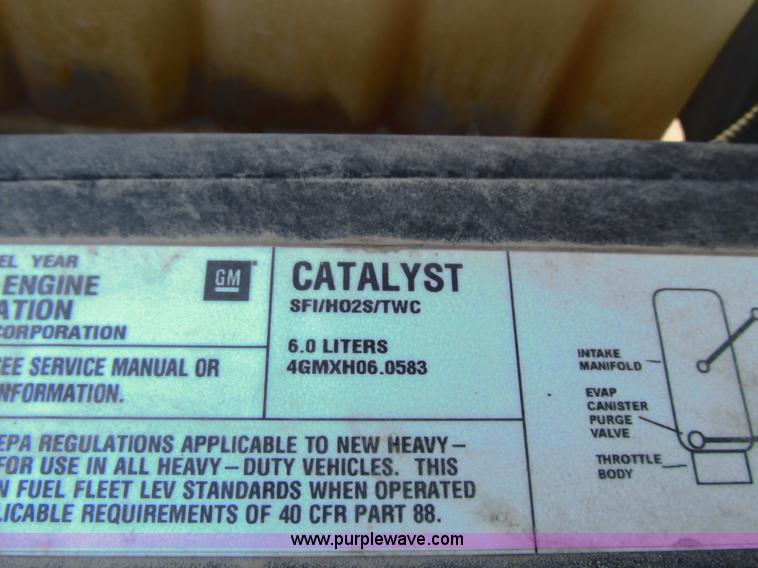 EL YEAR
ENGINE
ATION
CORPORATION
GM
EE SERVICE MANUAL OR
NFORMATION.
CATALYST
SFI/HO2S/TWC
6.0 LITERS
4GMXH06.0583
EPA REGULATIONS APPLICABLE TO NEW HEAVY–
FOR USE IN ALL HEAVY–DUTY VEHICLES. THIS
N FUEL FLEET LEV STANDARDS WHEN OPERATED
LICABLE REQUIREMENTS OF 40 CFR PART 88.
INTAKE
MANIFOLD
EVAP
CANISTER
PURGE
VALVE
THROTTLE
BODY
www.purplewave.com